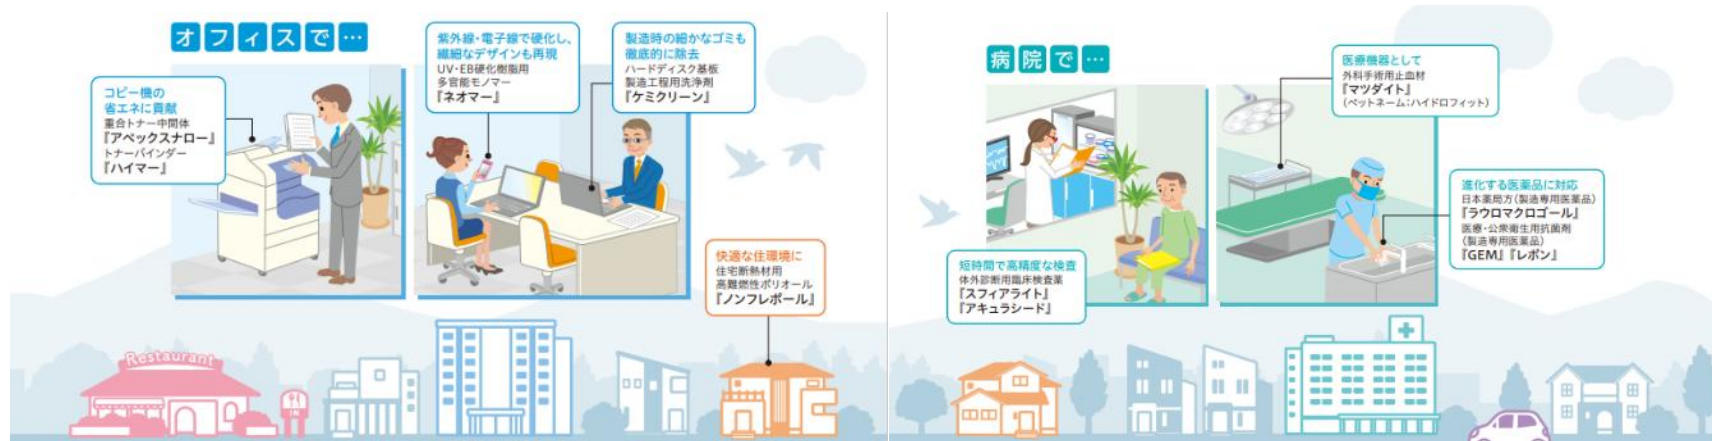 オフィスで…
コピー機の
省エネに貢献
重合トナー中間体
『アペックスナロー』
トナーバインダー
『ハイマー』
紫外線・電子線で硬化し、
繊細なデザインも再現
UV・EB硬化樹脂用
多官能モノマー
『ネオマー』
製造時の細かなゴミも
徹底的に除去
ハードディスク基板
製造工程用洗浄剤
『ケミクリーン』
快適な住環境に
住宅断熱材用
高難燃性ポリオール
『ノンフレポール』
Restaurant
IN
病院で…
医療機器として
外科手術用止血材
『マツダイト』
(ペットネーム:ハイドロフィット)
進化する医薬品に対応
日本薬局方(製造専用医薬品)
『ラウロマクロゴール』
医療・公衆衛生用抗菌剤
(製造専用医薬品)
『GEM』『レボン』
短時間で高精度な検査
体外診断用臨床検査薬
『スフィアライト』
『アキュラシード』